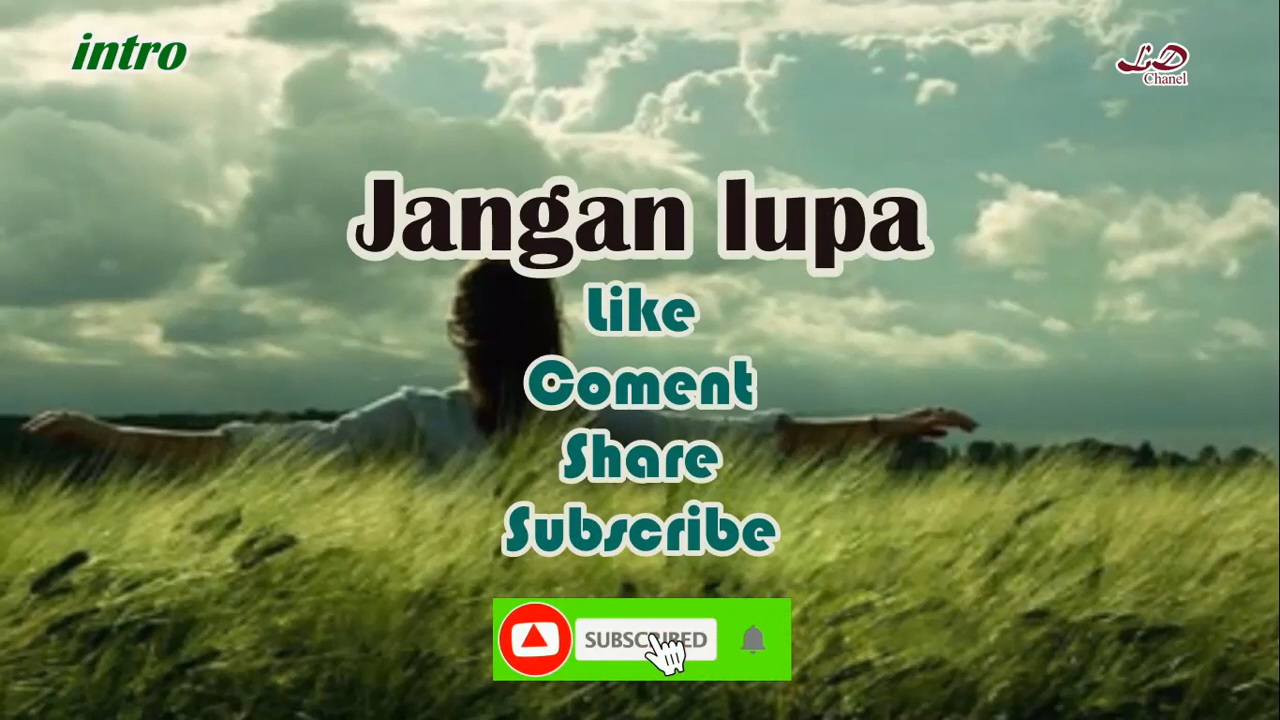 intro
LD
Chanel
Jangan lupa
Like
Coment
Share
Subscribe
SUBSCRIBED